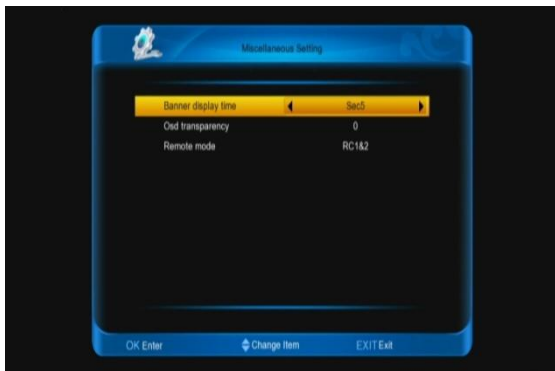 Miscellaneous Setting
Banner display time Sec5
Osd transparency 0
Remote mode RC1&2
OK Enter Change Item EXIT Exit